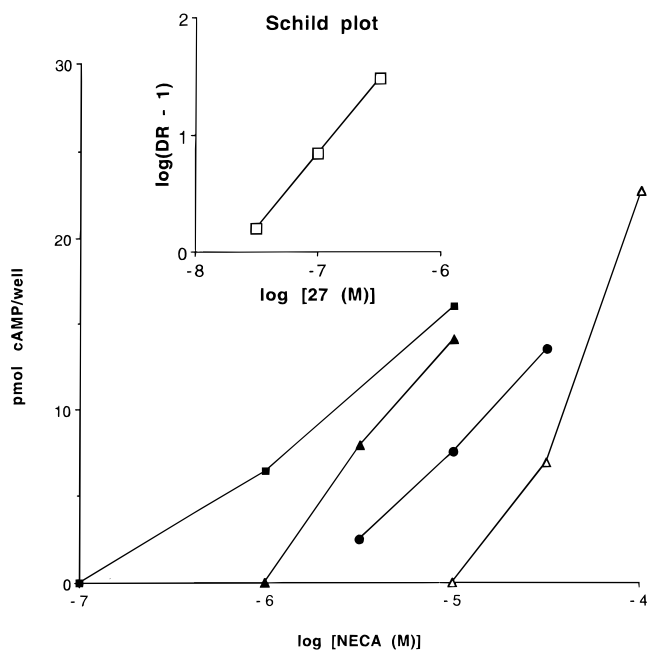 Schild plot
2
1
0
log(DR - 1)
-8 -7 -6
log [27 (M)]
30
20
10
0
pmol cAMP/well
-7 -6 -5 -4
log [NECA (M)]